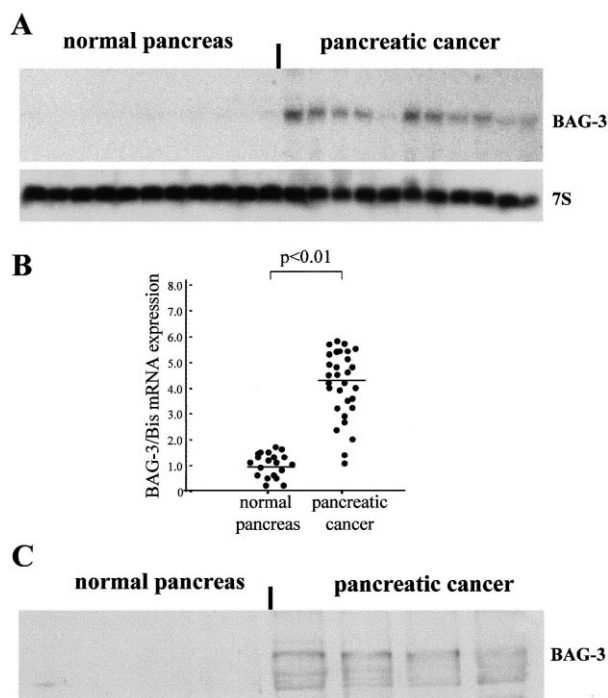 A
normal pancreas
pancreatic cancer
BAG-3
7S
B
p<0.01
BAG-3/Bis mRNA expression
8.0
7.0
6.0
5.0
4.0
3.0
2.0
1.0
0
normal
pancreas
pancreatic
cancer
C
normal pancreas
pancreatic cancer
BAG-3